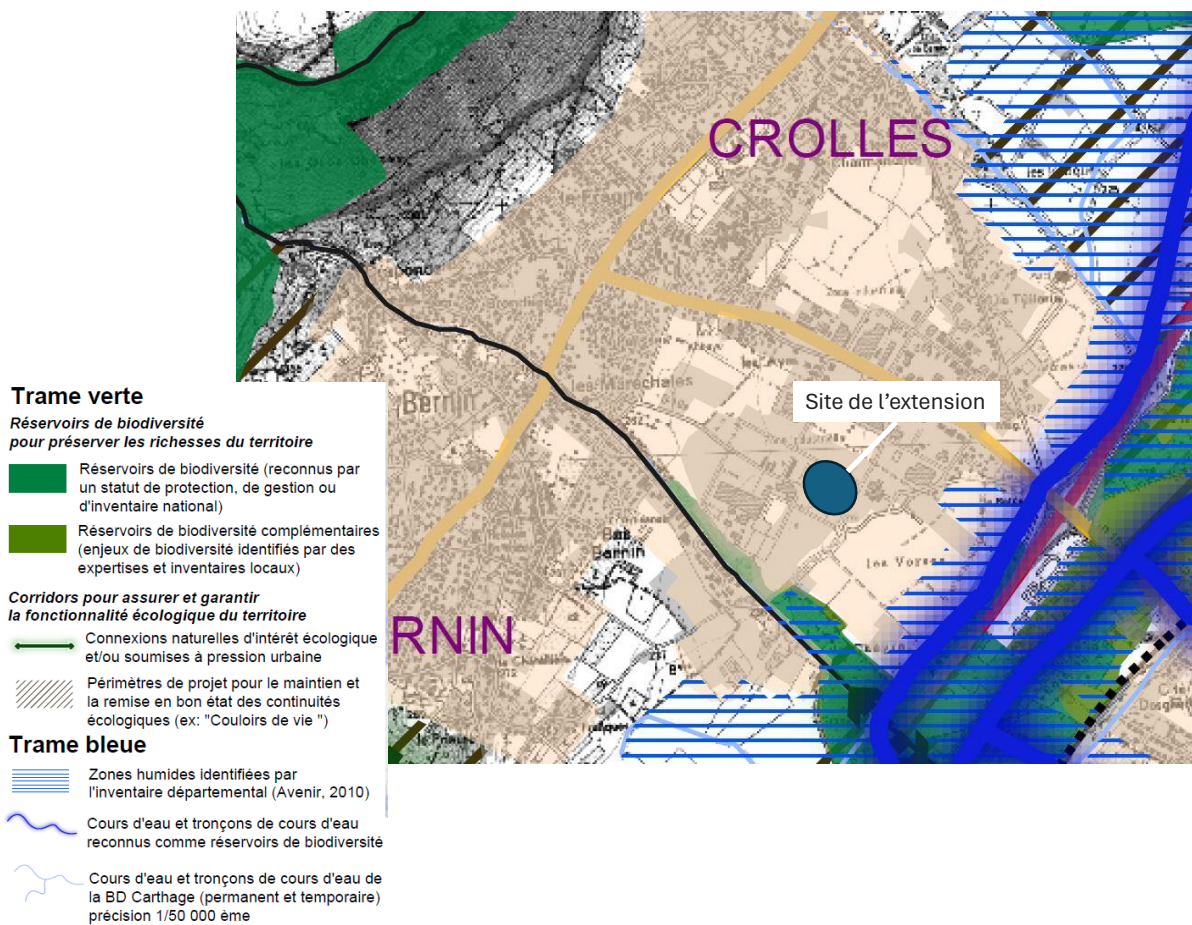 CROLLES
les Maréchales
Bernin
Site de l'extension
Bernin
les Vorses
RNIN
Trame verte
Réservoirs de biodiversité
pour préserver les richesses du territoire
Réservoirs de biodiversité (reconnus par
un statut de protection, de gestion ou
d'inventaire national)
Réservoirs de biodiversité complémentaires
(enjeux de biodiversité identifiés par des
expertises et inventaires locaux)
Corridors pour assurer et garantir
la fonctionnalité écologique du territoire
Connexions naturelles d'intérêt écologique
et/ou soumises à pression urbaine
Périmètres de projet pour le maintien et
la remise en bon état des continuités
écologiques (ex: "Couloirs de vie ")
Trame bleue
Zones humides identifiées par
l'inventaire départemental (Avenir, 2010)
Cours d'eau et tronçons de cours d'eau
reconnus comme réservoirs de biodiversité
Cours d'eau et tronçons de cours d'eau de
la BD Carthage (permanent et temporaire)
précision 1/50 000 ème